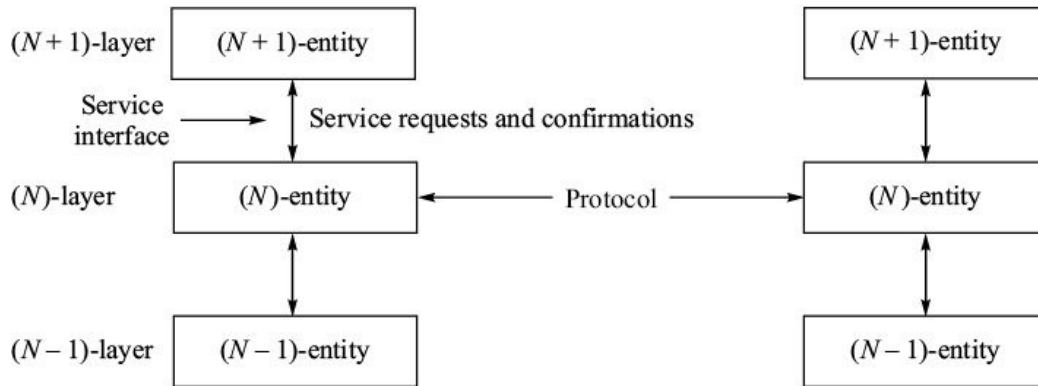 (N + 1)-layer (N + 1)-entity (N + 1)-entity
Service
interface
Service requests and confirmations
(N)-layer (N)-entity Protocol (N)-entity
(N – 1)-layer (N – 1)-entity (N – 1)-entity